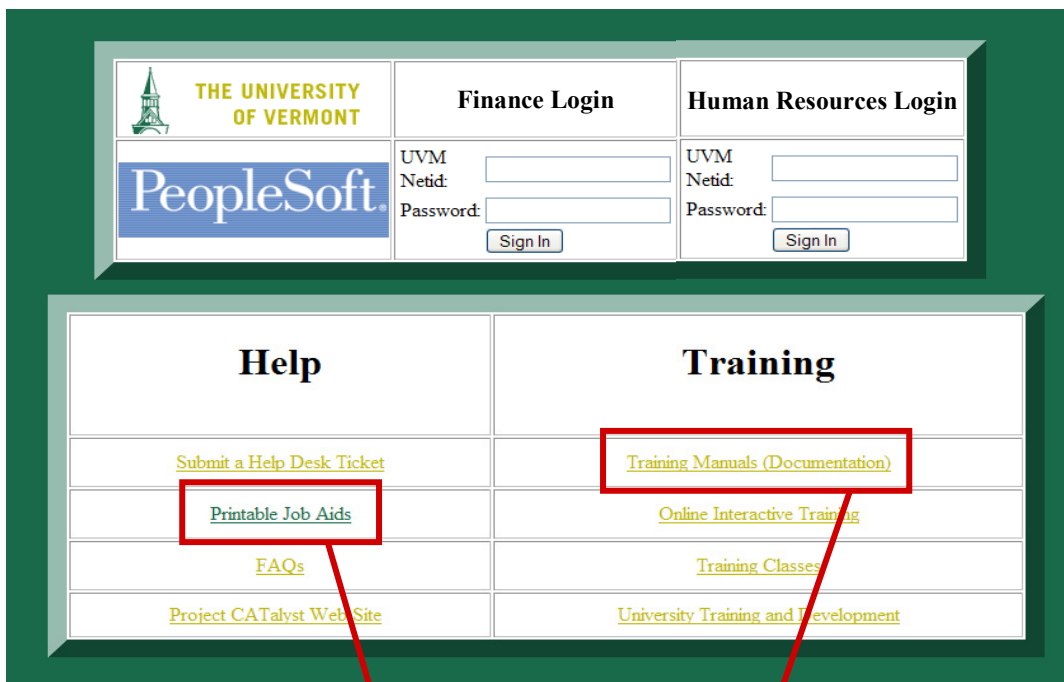 THE UNIVERSITY
OF VERMONT
Finance Login
Human Resources Login
PeopleSoft.
UVM
Netid:
Password:
Sign In
UVM
Netid:
Password:
Sign In
Help
Training
Submit a Help Desk Ticket
Training Manuals (Documentation)
Printable Job Aids
Online Interactive Training
FAQs
Training Classes
Project CATalyst Web Site
University Training and Development